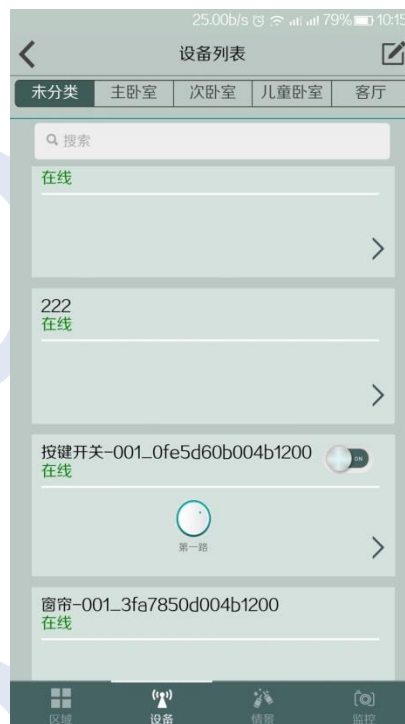 25.00b/s 79% 10:15
设备列表
未分类 主卧室 次卧室 儿童卧室 客厅
搜索
在线
222
在线
按键开关-001_0fe5d60b004b1200
ON
在线
第一路
窗帘-001_3fa7850d004b1200
在线
区域 设备 情景 监控